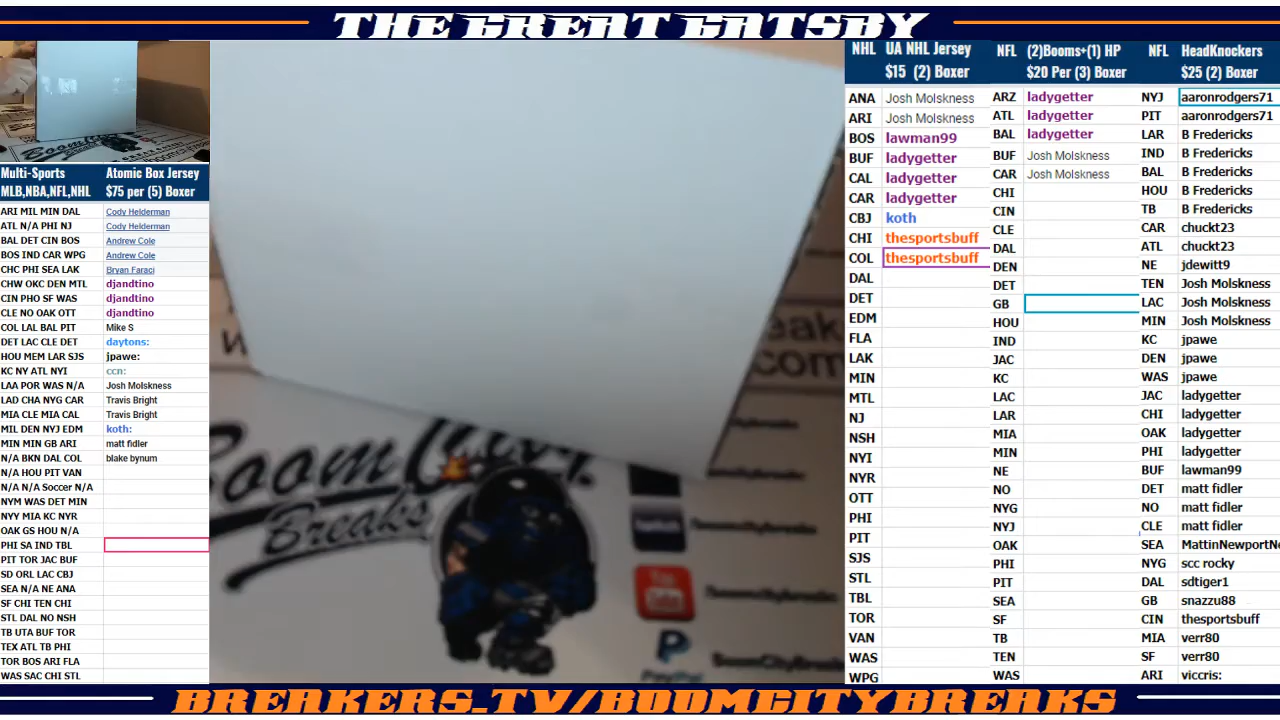 THE GREAT GATSBY
Multi-Sports
MLB,NBA,NFL,NHL
Atomic Box Jersey
$75 per (5) Boxer
ARI MIL MIN DAL Cody Helderman
ATL N/A PHI NJ Cody Helderman
BAL DET CIN BOS Andrew Cole
BOS IND CAR WPG Andrew Cole
CHC PHI SEA LAK Bryan Faraci
CHW OKC DEN MTL djandtino
CIN PHO SF WAS djandtino
CLE NO OAK OTT djandtino
COL LAL BAL PIT Mike S
DET LAC CLE DET daytons:
HOU MEM LAR SJS jpawe:
KC NY ATL NYI ccn:
LAA POR WAS N/A Josh Molskness
LAD CHA NYG CAR Travis Bright
MIA CLE MIA CAL Travis Bright
MIL DEN NYJ EDM koth:
MIN MIN GB ARI matt fidler
N/A BKN DAL COL blake bynum
N/A HOU PIT VAN
N/A N/A Soccer N/A
NYM WAS DET MIN
NYY MIA KC NYR
OAK GS HOU N/A
PHI SA IND TBL
PIT TOR JAC BUF
SD ORL LAC CBJ
SEA N/A NE ANA
SF CHI TEN CHI
STL DAL NO NSH
TB UTA BUF TOR
TEX ATL TB PHI
TOR BOS ARI FLA
WAS SAC CHI STL
Boom City
Breaks
You
Tube
PayPal
NHL UA NHL Jersey
$15 (2) Boxer
ANA Josh Molskness
ARI Josh Molskness
BOS lawman99
BUF ladygetter
CAL ladygetter
CAR ladygetter
CBJ koth
CHI thesportsbuff
COL thesportsbuff
DAL
DET
EDM
FLA
LAK
MIN
MTL
NJ
NSH
NYI
NYR
OTT
PHI
PIT
SJS
STL
TBL
TOR
VAN
WAS
WPG
NFL (2)Booms+(1) HP
$20 Per (3) Boxer
ARZ ladygetter
ATL ladygetter
BAL ladygetter
BUF Josh Molskness
CAR Josh Molskness
CHI
CIN
CLE
DAL
DEN
DET
GB
HOU
IND
JAC
KC
LAC
LAR
MIA
MIN
NE
NO
NYG
NYJ
OAK
PHI
PIT
SEA
SF
TB
TEN
WAS
NFL HeadKnockers
$25 (2) Boxer
NYJ aaronrodgers71
PIT aaronrodgers71
LAR B Fredericks
IND B Fredericks
BAL B Fredericks
HOU B Fredericks
TB B Fredericks
CAR chuckt23
ATL chuckt23
NE jdewitt9
TEN Josh Molskness
LAC Josh Molskness
MIN Josh Molskness
KC jpawe
DEN jpawe
WAS jpawe
JAC ladygetter
CHI ladygetter
OAK ladygetter
PHI ladygetter
BUF lawman99
DET matt fidler
NO matt fidler
CLE matt fidler
SEA MattinNewportNe
NYG scc rocky
DAL sdtiger1
GB snazzu88
CIN thesportsbuff
MIA verr80
SF verr80
ARI viccris:
BREAKERS.TV/BOOMCITYBREAKS